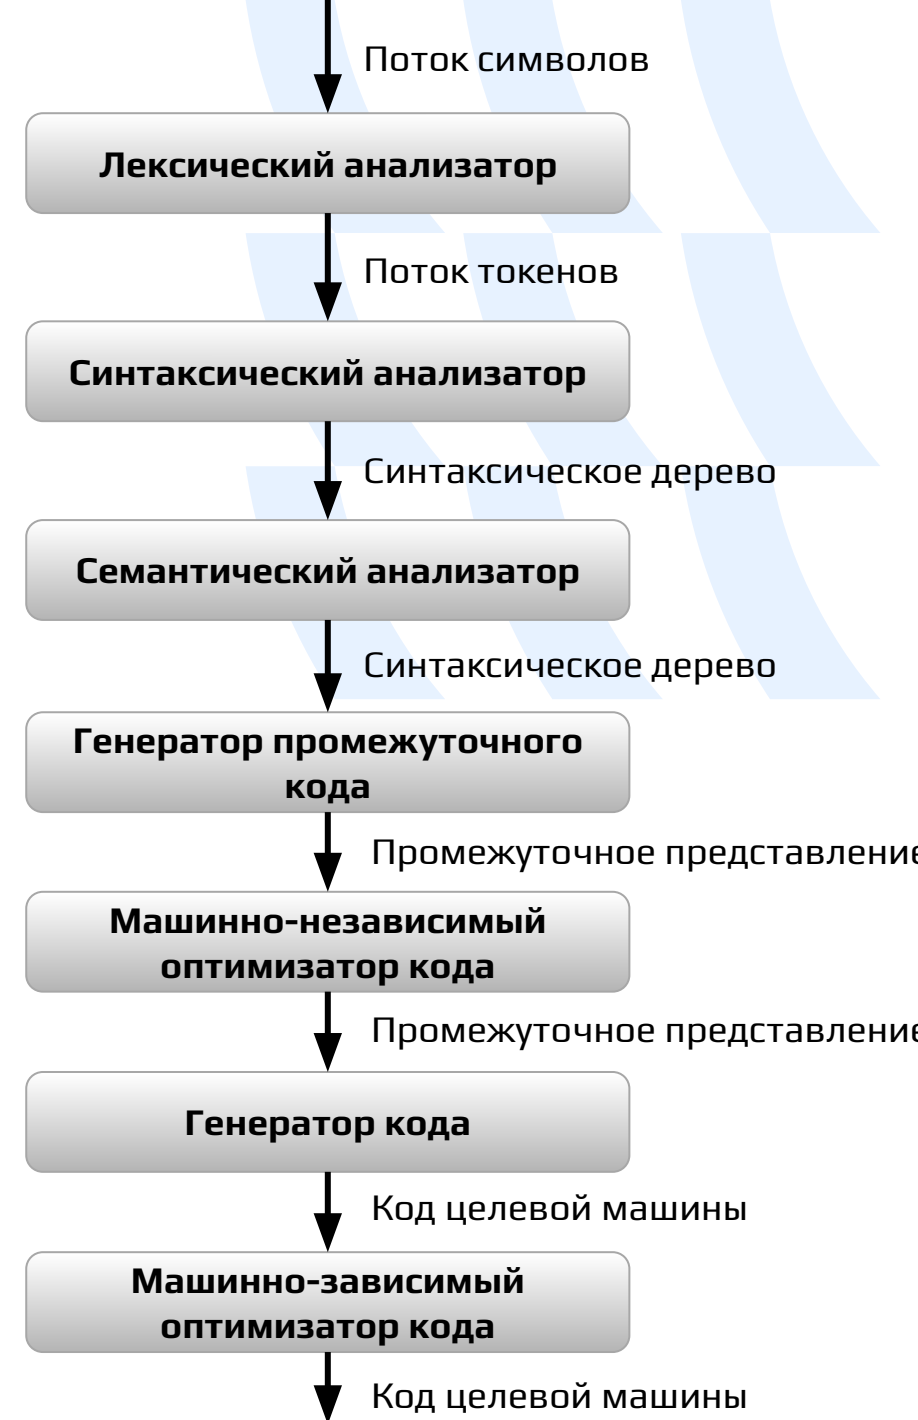 Поток символов
Лексический анализатор
Поток токенов
Синтаксический анализатор
Синтаксическое дерево
Семантический анализатор
Синтаксическое дерево
Генератор промежуточного
кода
Промежуточное представление
Машинно-независимый
оптимизатор кода
Промежуточное представление
Генератор кода
Код целевой машины
Машинно-зависимый
оптимизатор кода
Код целевой машины